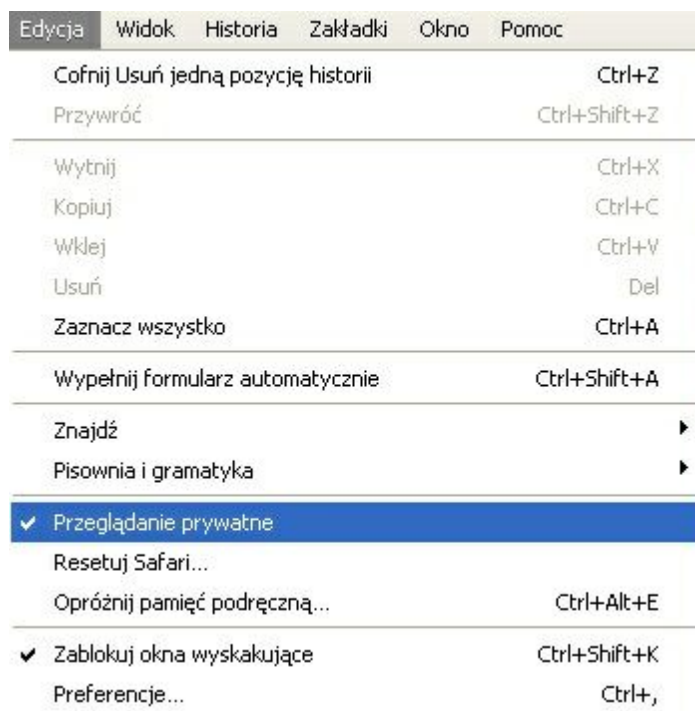 Edycja Widok Historia Zakładki Okno Pomoc
Cofnij Usuń jedną pozycję historii Ctrl+Z
Przywróć Ctrl+Shift+Z
Wytnij Ctrl+X
Kopiuj Ctrl+C
Wklej Ctrl+V
Usuń Del
Zaznacz wszystko Ctrl+A
Wypełnij formularz automatycznie Ctrl+Shift+A
Znajdź
Pisownia i gramatyka
Przeglądanie prywatne
Resetuj Safari...
Opróżnij pamięć podręczną... Ctrl+Alt+E
Zablokuj okna wyskakujące Ctrl+Shift+K
Preferencje... Ctrl+,